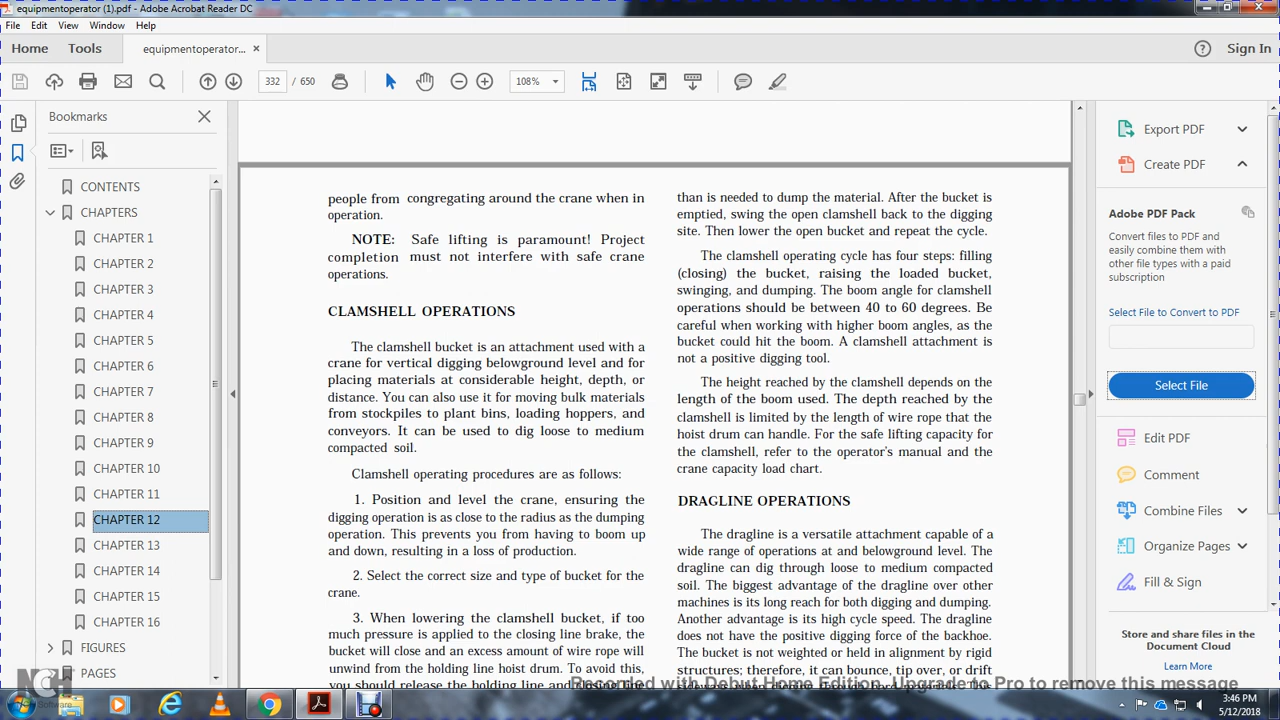 equipmentoperator (1).pdf - Adobe Acrobat Reader DC
File Edit View Window Help
Home Tools equipmentoperator... × Sign In
332 / 650 108%
Bookmarks
CONTENTS
CHAPTERS
CHAPTER 1
CHAPTER 2
CHAPTER 3
CHAPTER 4
CHAPTER 5
CHAPTER 6
CHAPTER 7
CHAPTER 8
CHAPTER 9
CHAPTER 10
CHAPTER 11
CHAPTER 12
CHAPTER 13
CHAPTER 14
CHAPTER 15
CHAPTER 16
FIGURES
PAGES
people from congregating around the crane when in
operation.
NOTE: Safe lifting is paramount! Project
completion must not interfere with safe crane
operations.
CLAMSHELL OPERATIONS
The clamshell bucket is an attachment used with a
crane for vertical digging belowground level and for
placing materials at considerable height, depth, or
distance. You can also use it for moving bulk materials
from stockpiles to plant bins, loading hoppers, and
conveyors. It can be used to dig loose to medium
compacted soil.
Clamshell operating procedures are as follows:
1. Position and level the crane, ensuring the
digging operation is as close to the radius as the dumping
operation. This prevents you from having to boom up
and down, resulting in a loss of production.
2. Select the correct size and type of bucket for the
crane.
3. When lowering the clamshell bucket, if too
much pressure is applied to the closing line brake, the
bucket will close and an excess amount of wire rope will
unwind from the holding line hoist drum. To avoid this,
you should release the holding line and
than is needed to dump the material. After the bucket is
emptied, swing the open clamshell back to the digging
site. Then lower the open bucket and repeat the cycle.
The clamshell operating cycle has four steps: filling
(closing) the bucket, raising the loaded bucket,
swinging, and dumping. The boom angle for clamshell
operations should be between 40 to 60 degrees. Be
careful when working with higher boom angles, as the
bucket could hit the boom. A clamshell attachment is
not a positive digging tool.
The height reached by the clamshell depends on the
length of the boom used. The depth reached by the
clamshell is limited by the length of wire rope that the
hoist drum can handle. For the safe lifting capacity for
the clamshell, refer to the operator's manual and the
crane capacity load chart.
DRAGLINE OPERATIONS
The dragline is a versatile attachment capable of a
wide range of operations at and belowground level. The
dragline can dig through loose to medium compacted
soil. The biggest advantage of the dragline over other
machines is its long reach for both digging and dumping.
Another advantage is its high cycle speed. The dragline
does not have the positive digging force of the backhoe.
The bucket is not weighted or held in alignment by rigid
structures; therefore, it can bounce, tip over, or drift
Export PDF
Create PDF
Adobe PDF Pack
Convert files to PDF and
easily combine them with
other file types with a paid
subscription
Select File to Convert to PDF
Select File
Edit PDF
Comment
Combine Files
Organize Pages
Fill & Sign
Store and share files in the
Document Cloud
Learn More
Recorded with Debut Home Edition. Upgrade to Pro to remove this message
NCH
Software
3:46 PM
5/12/2018